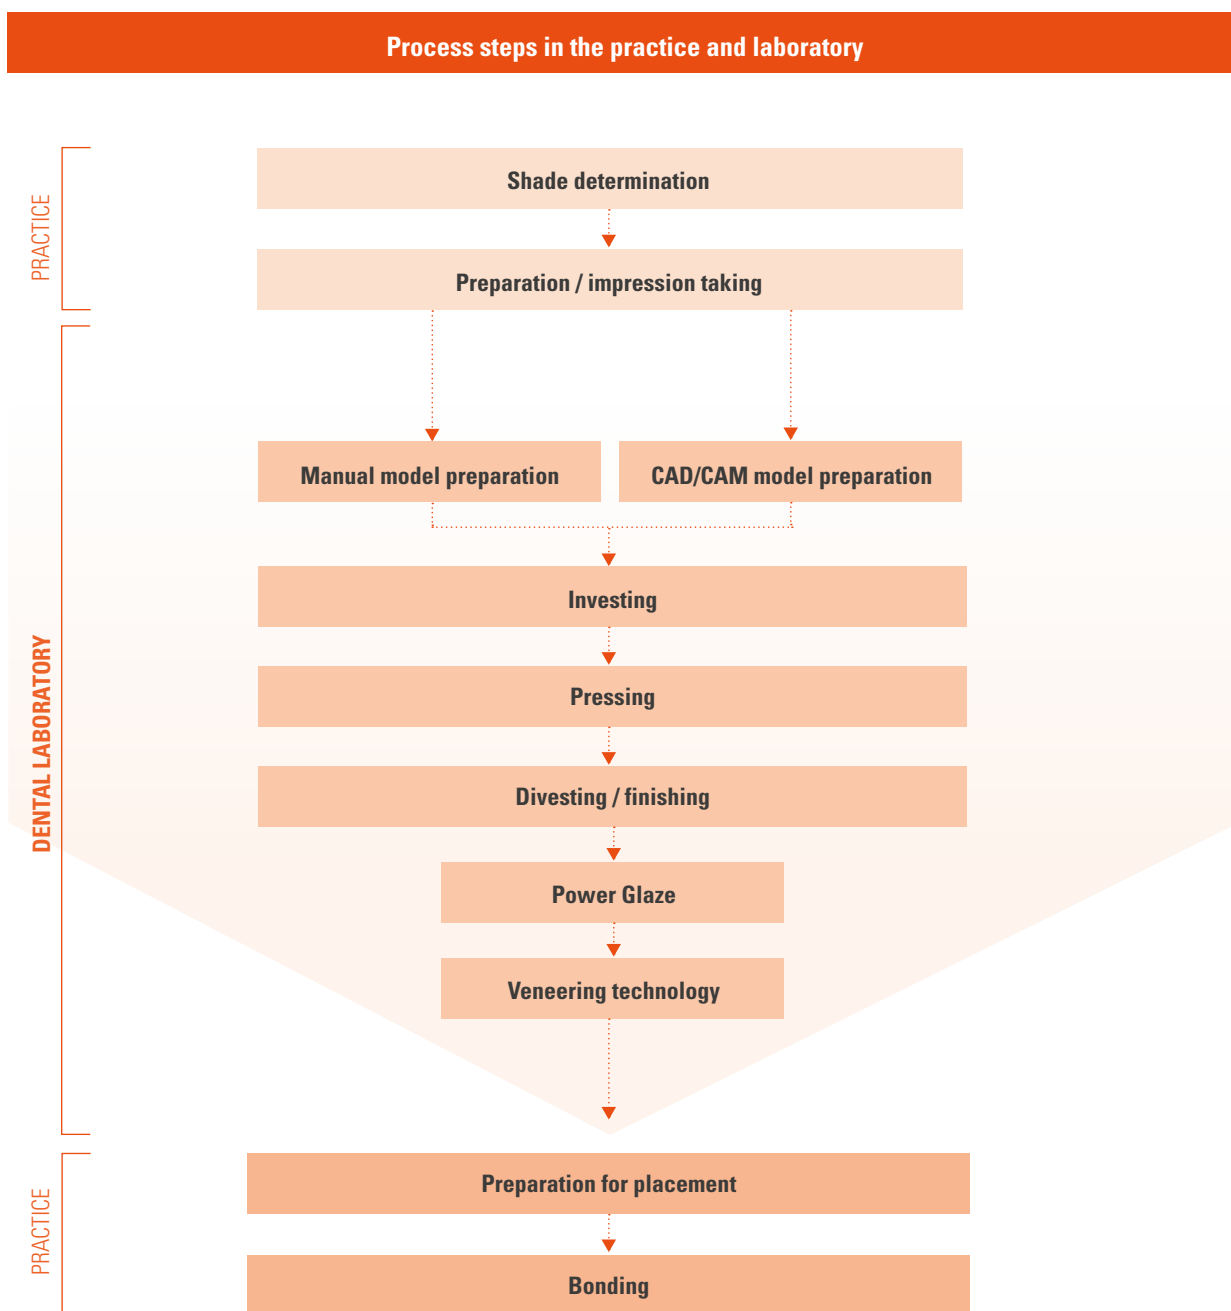 Process steps in the practice and laboratory
PRACTICE
Shade determination
Preparation / impression taking
DENTAL LABORATORY
Manual model preparation
CAD/CAM model preparation
Investing
Pressing
Divesting / finishing
Power Glaze
Veneering technology
PRACTICE
Preparation for placement
Bonding